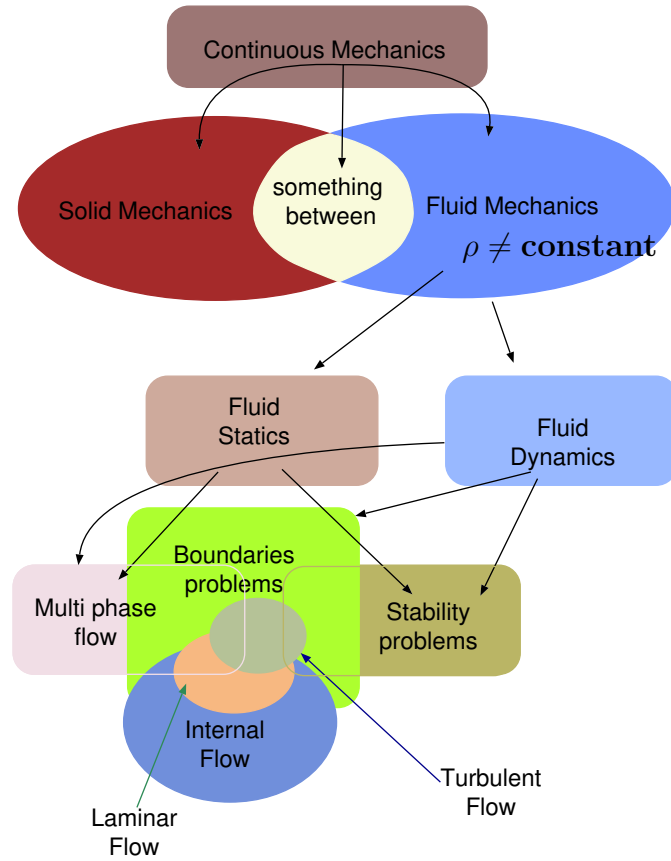 Continuous Mechanics
something
between
Solid Mechanics
Fluid Mechanics
ρ ≠ constant
Fluid
Statics
Fluid
Dynamics
Boundaries
problems
Multi phase
flow
Stability
problems
Internal
Flow
Turbulent
Flow
Laminar
Flow